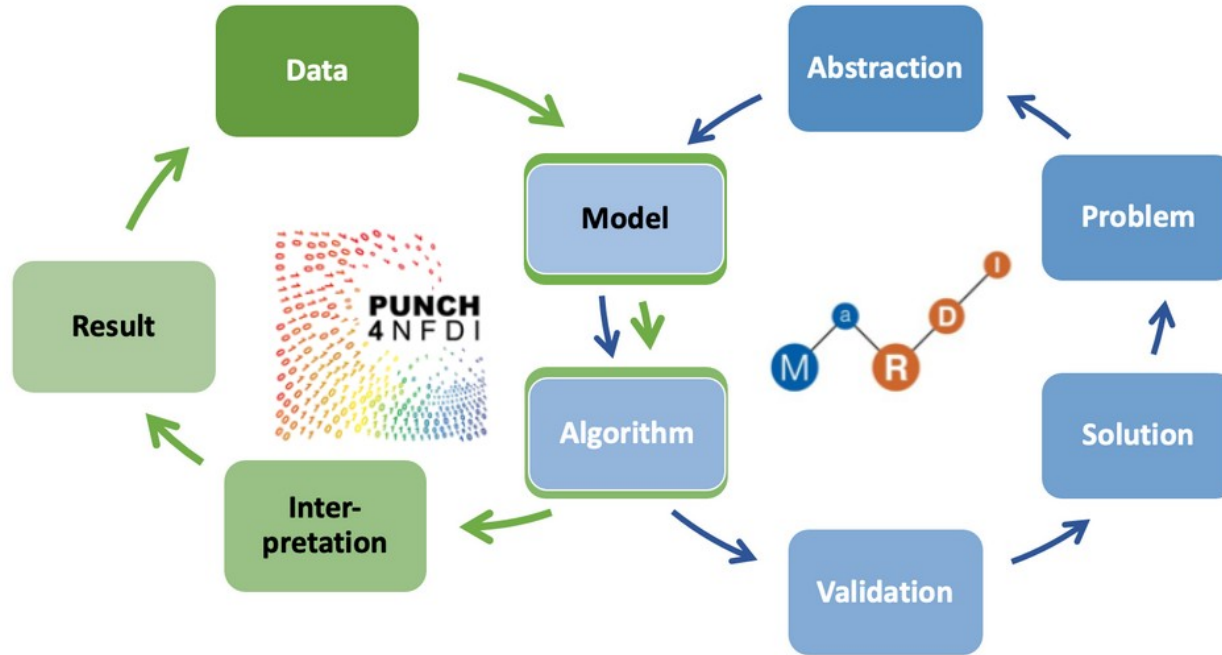 Data
Abstraction
Model
Problem
Result
PUNCH
4NFDI
M a R D I
Algorithm
Solution
Inter-
pretation
Validation